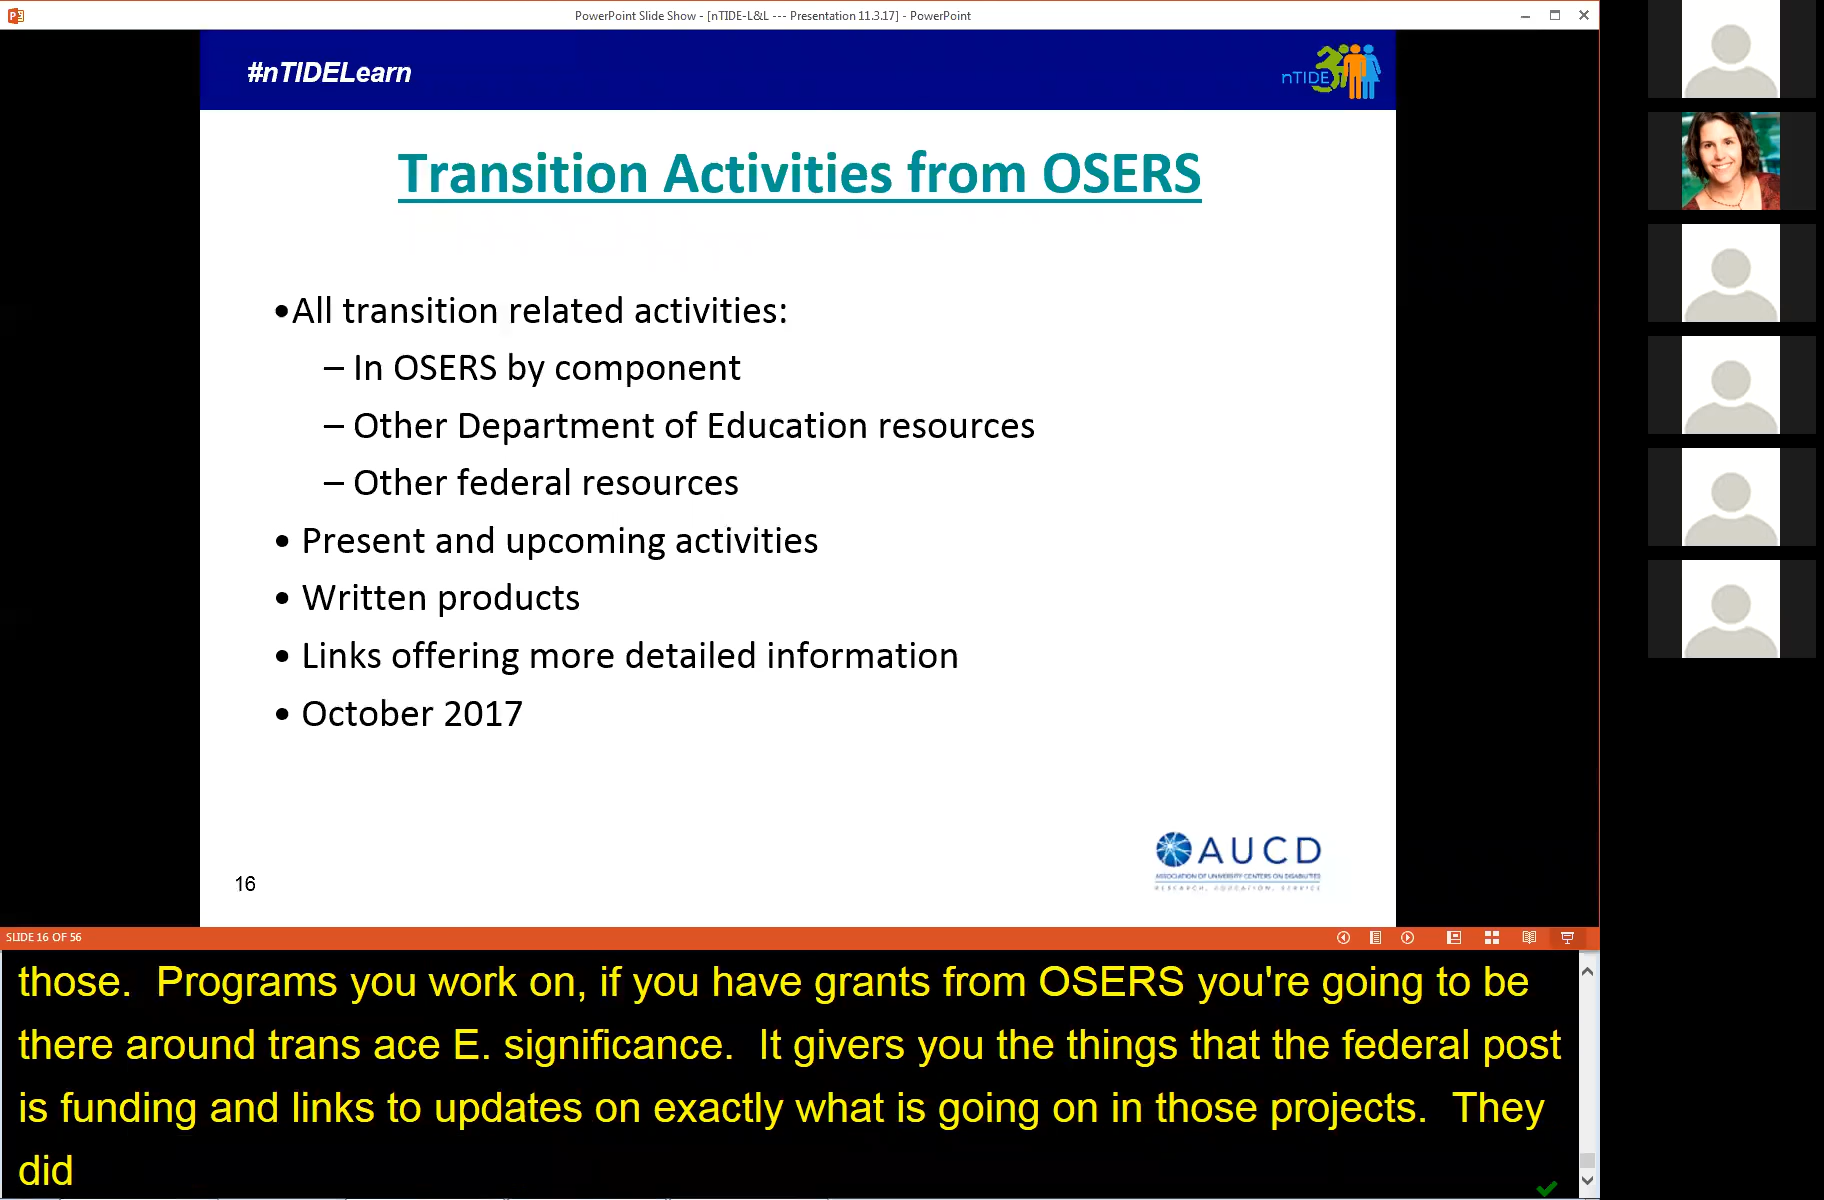 PowerPoint Slide Show - [nTIDE-L&L --- Presentation 11.3.17] - PowerPoint
#nTIDELearn
nTIDE
Transition Activities from OSERS
•All transition related activities:
– In OSERS by component
– Other Department of Education resources
– Other federal resources
• Present and upcoming activities
• Written products
• Links offering more detailed information
• October 2017
AUCD
ASSOCIATION OF UNIVERSITY CENTERS ON DISABILITIES
RESEARCH, EDUCATION, SERVICE
16
SLIDE 16 OF 56
those.  Programs you work on, if you have grants from OSERS you're going to be
there around trans ace E. significance.  It givers you the things that the federal post
is funding and links to updates on exactly what is going on in those projects.  They
did